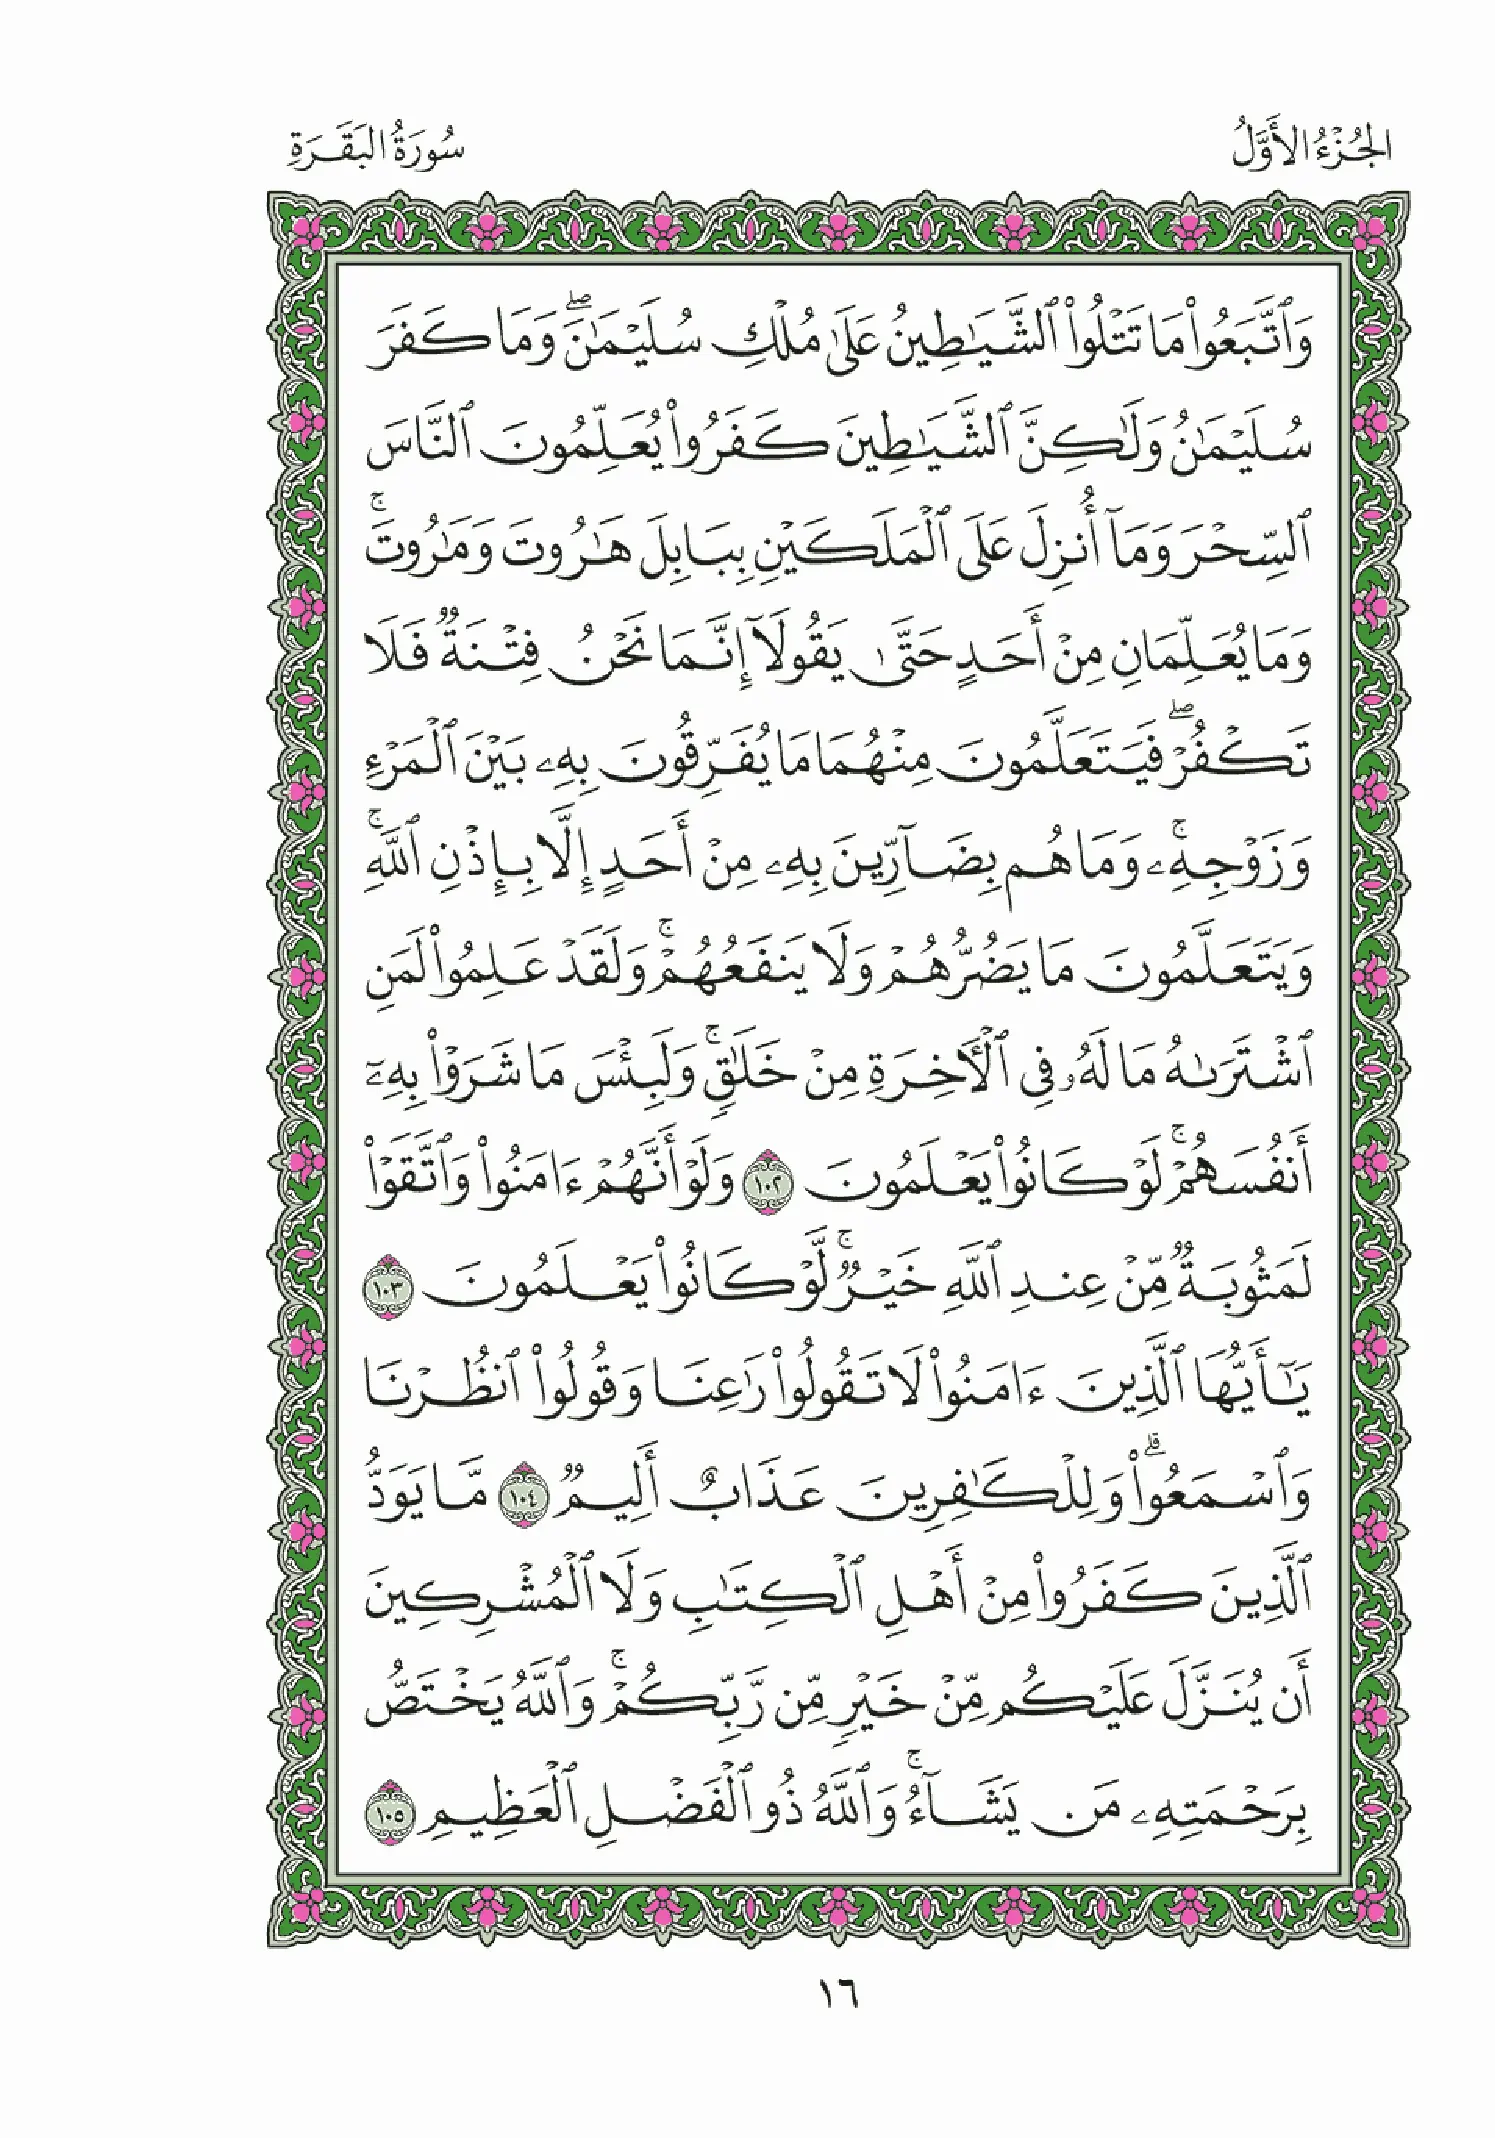 الجُزْءُ الأَوَّلُ
سُورَةُ البَقَرَةِ
وَٱتَّبَعُوا۟ مَا تَتْلُوا۟ ٱلشَّيَـٰطِينُ عَلَىٰ مُلْكِ سُلَيْمَـٰنَ ۖ وَمَا كَفَرَ
سُلَيْمَـٰنُ وَلَـٰكِنَّ ٱلشَّيَـٰطِينَ كَفَرُوا۟ يُعَلِّمُونَ ٱلنَّاسَ
ٱلسِّحْرَ وَمَآ أُنزِلَ عَلَى ٱلْمَلَكَيْنِ بِبَابِلَ هَـٰرُوتَ وَمَـٰرُوتَ ۚ
وَمَا يُعَلِّمَانِ مِنْ أَحَدٍ حَتَّىٰ يَقُولَآ إِنَّمَا نَحْنُ فِتْنَةٌ فَلَا
تَكْفُرْ ۖ فَيَتَعَلَّمُونَ مِنْهُمَا مَا يُفَرِّقُونَ بِهِۦ بَيْنَ ٱلْمَرْءِ
وَزَوْجِهِۦ ۚ وَمَا هُم بِضَآرِّينَ بِهِۦ مِنْ أَحَدٍ إِلَّا بِإِذْنِ ٱللَّهِ ۚ
وَيَتَعَلَّمُونَ مَا يَضُرُّهُمْ وَلَا يَنفَعُهُمْ ۚ وَلَقَدْ عَلِمُوا۟ لَمَنِ
ٱشْتَرَىٰهُ مَا لَهُۥ فِى ٱلْـَٔاخِرَةِ مِنْ خَلَـٰقٍ ۚ وَلَبِئْسَ مَا شَرَوْا۟ بِهِۦٓ
أَنفُسَهُمْ ۚ لَوْ كَانُوا۟ يَعْلَمُونَ ١٠٢ وَلَوْ أَنَّهُمْ ءَامَنُوا۟ وَٱتَّقَوْا۟
لَمَثُوبَةٌ مِّنْ عِندِ ٱللَّهِ خَيْرٌ ۚ لَّوْ كَانُوا۟ يَعْلَمُونَ ١٠٣
يَـٰٓأَيُّهَا ٱلَّذِينَ ءَامَنُوا۟ لَا تَقُولُوا۟ رَٰعِنَا وَقُولُوا۟ ٱنظُرْنَا
وَٱسْمَعُوا۟ ۗ وَلِلْكَـٰفِرِينَ عَذَابٌ أَلِيمٌ ١٠٤ مَّا يَوَدُّ
ٱلَّذِينَ كَفَرُوا۟ مِنْ أَهْلِ ٱلْكِتَـٰبِ وَلَا ٱلْمُشْرِكِينَ
أَن يُنَزَّلَ عَلَيْكُم مِّنْ خَيْرٍ مِّن رَّبِّكُمْ ۚ وَٱللَّهُ يَخْتَصُّ
بِرَحْمَتِهِۦ مَن يَشَآءُ ۚ وَٱللَّهُ ذُو ٱلْفَضْلِ ٱلْعَظِيمِ ١٠٥
١٦